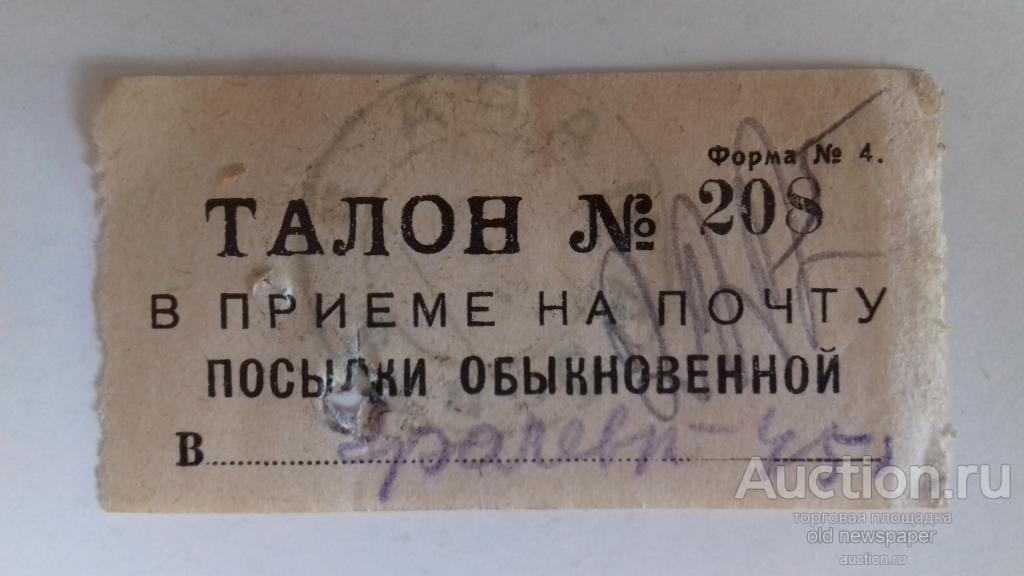 Форма № 4.
ТАЛОН № 208
В ПРИЕМЕ НА ПОЧТУ
ПОСЫЛКИ ОБЫКНОВЕННОЙ
В
Auction.ru
торговая площадка
old newspaper
auction.ru